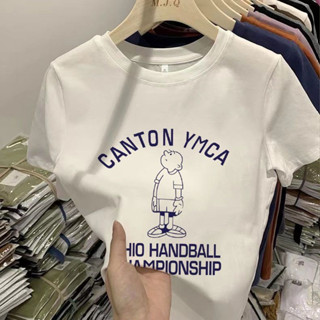 M.J.Q
CANTON YMCA
HIO HANDBALL
HAMPIONSHIP